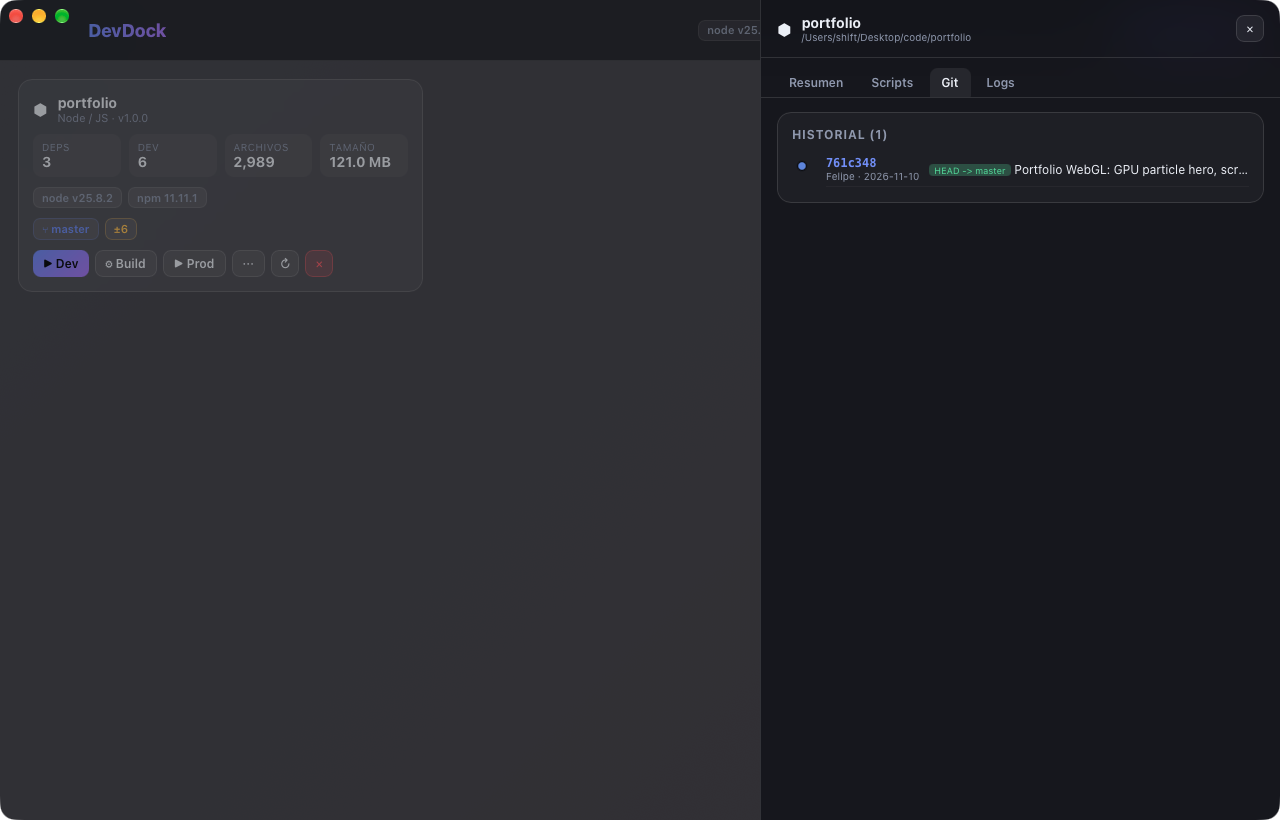 DevDock
node v25.
portfolio
Node / JS · v1.0.0
DEPS
3
DEV
6
ARCHIVOS
2,989
TAMAÑO
121.0 MB
node v25.8.2
npm 11.11.1
master
±6
Dev
Build
Prod
···
×
portfolio
/Users/shift/Desktop/code/portfolio
×
Resumen
Scripts
Git
Logs
HISTORIAL (1)
761c348
Felipe · 2026-11-10
HEAD -> master
Portfolio WebGL: GPU particle hero, scr…